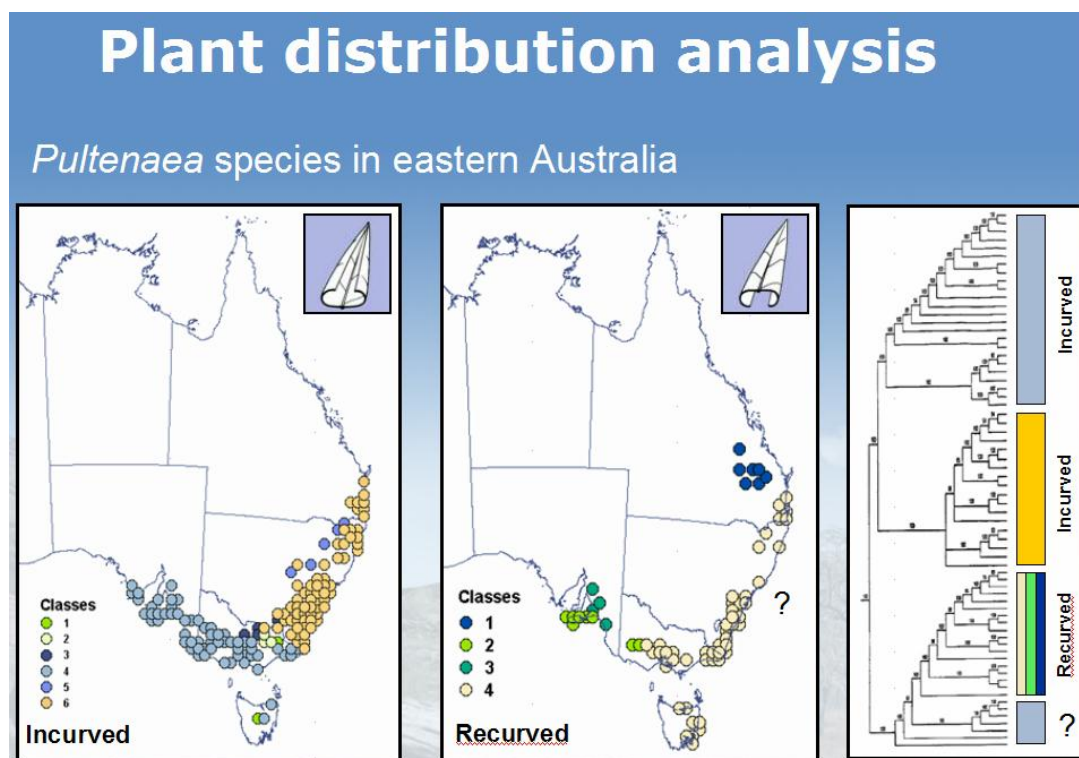 Plant distribution analysis
Pultenaea species in eastern Australia
Classes
1
2
3
4
5
6
Incurved
?
Classes
1
2
3
4
Recurved
Incurved
Incurved
Recurved
?